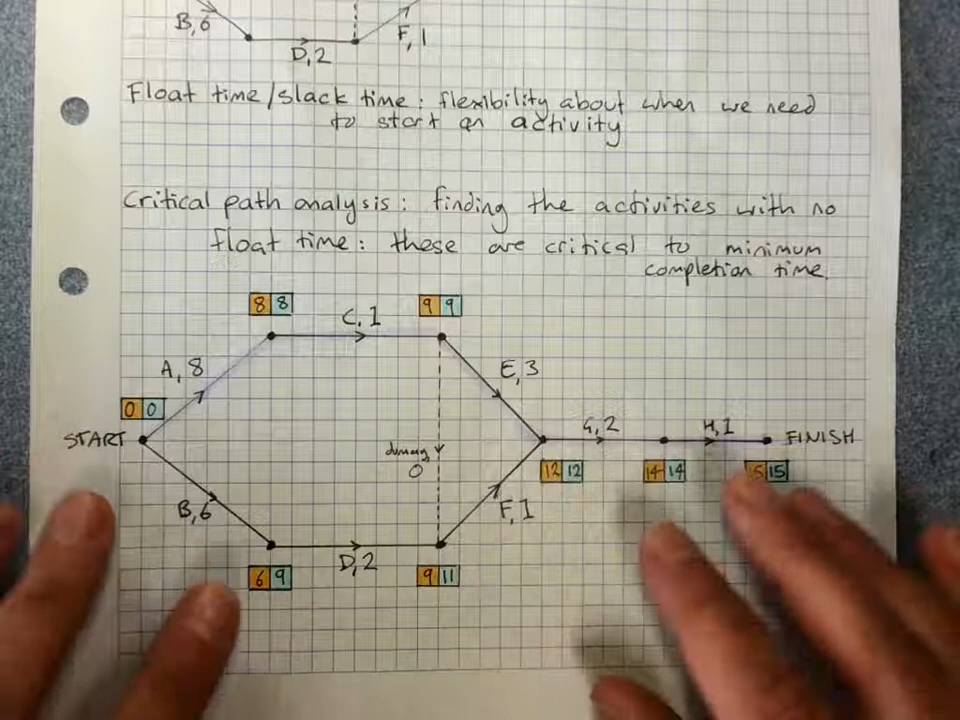 B,6
D,2
F,1
Float time/slack time: flexibility about when we need
to start an activity
Critical path analysis: finding the activities with no
float time: these are critical to minimum
completion time.
8 8
C,1
9 9
A,8
E,3
0 0
START
G,2
H,1
FINISH
dummy
0
12 12
14 14
15 15
B,6
F,1
D,2
6 9
9 11